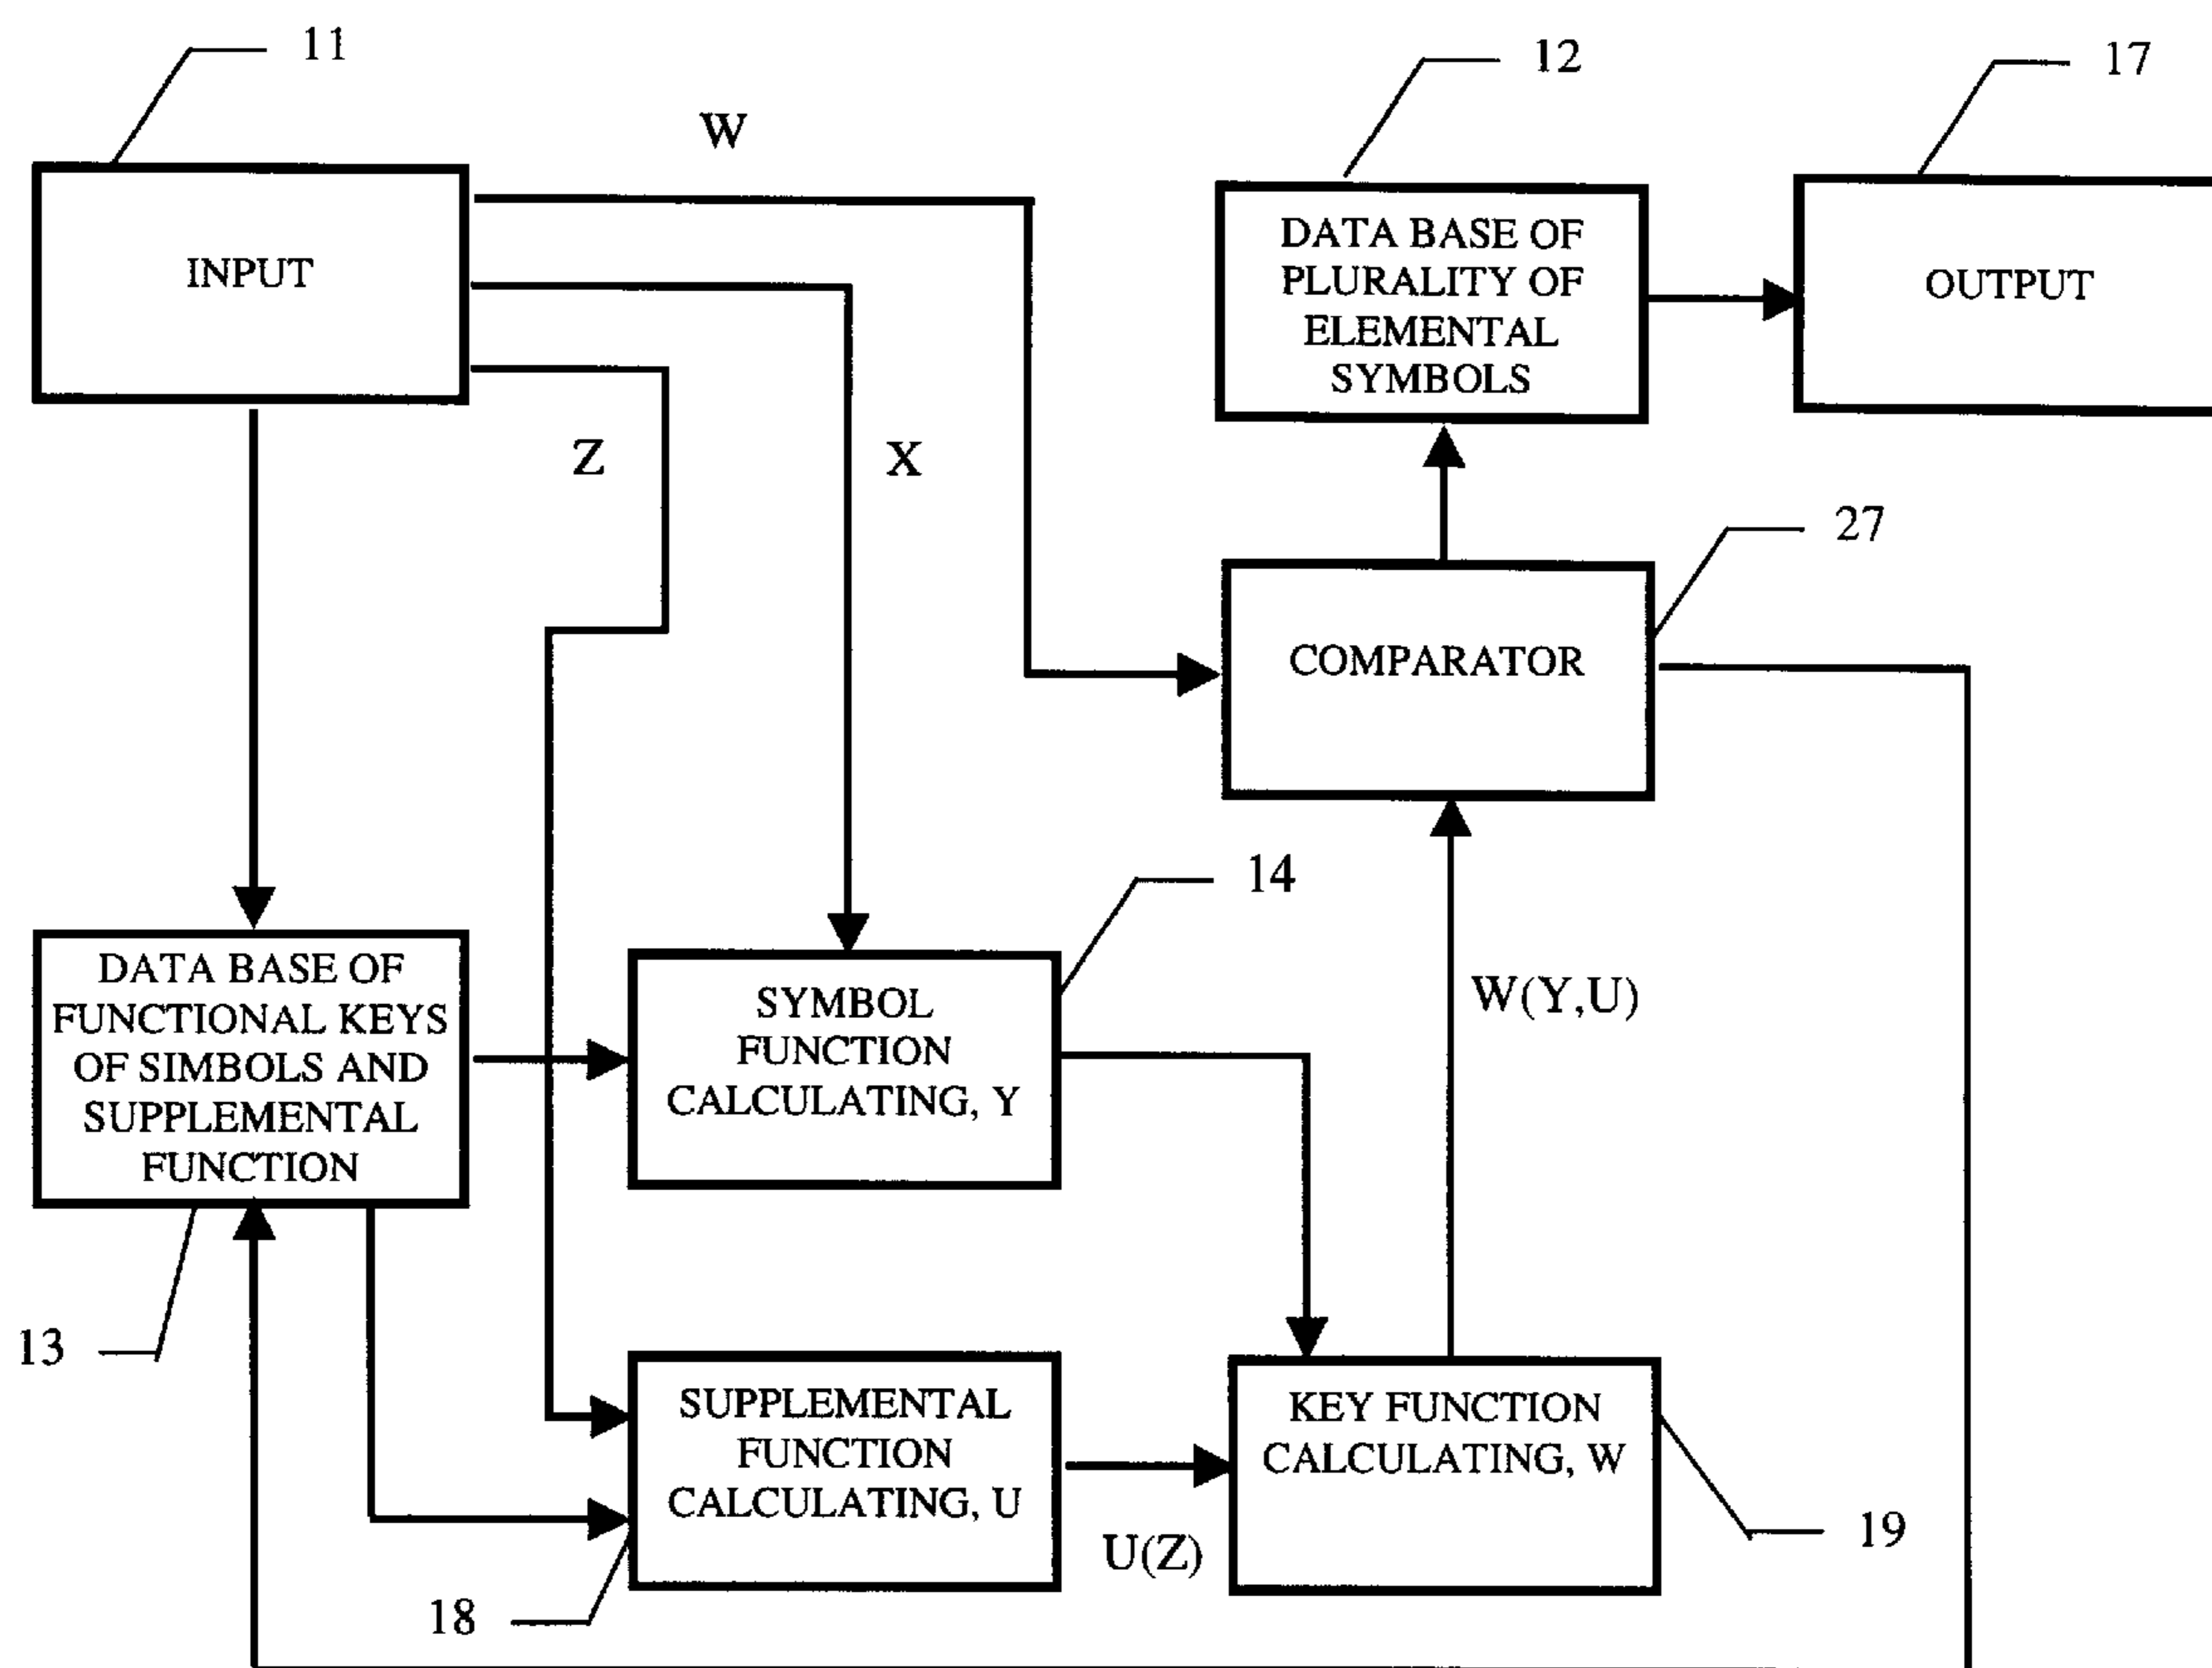 11
12
17
W
INPUT
DATA BASE OF
PLURALITY OF
ELEMENTAL
SYMBOLS
OUTPUT
Z
X
27
COMPARATOR
14
DATA BASE OF
FUNCTIONAL KEYS
OF SIMBOLS AND
SUPPLEMENTAL
FUNCTION
SYMBOL
FUNCTION
CALCULATING, Y
W(Y,U)
13
SUPPLEMENTAL
FUNCTION
CALCULATING, U
KEY FUNCTION
CALCULATING, W
U(Z)
19
18